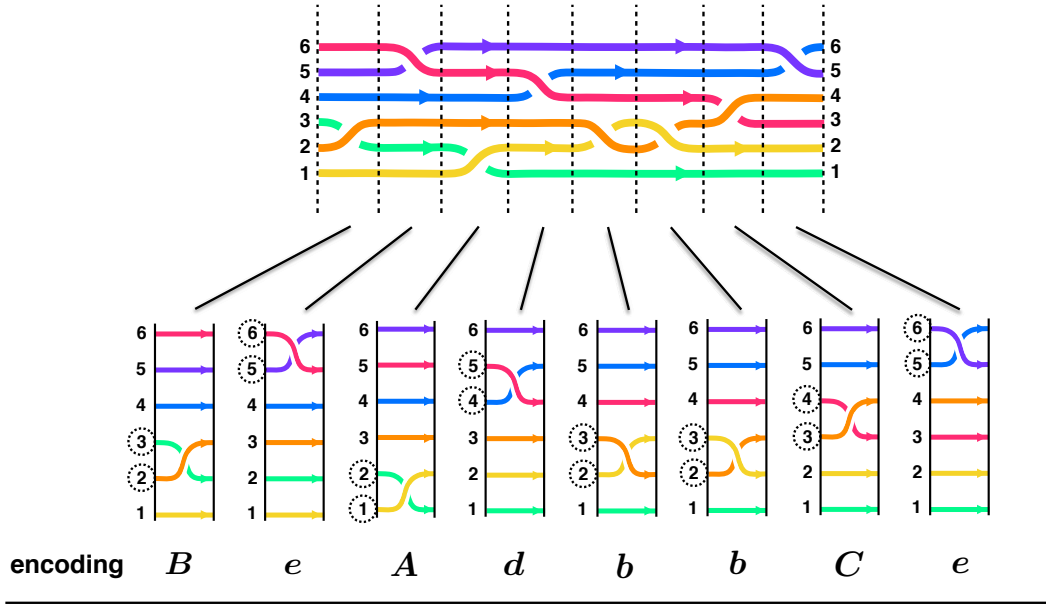 6 6
5 5
4 4
3 3
2 2
1 1
6 6 6 6 6 6 6 6
5 5 5 5 5 5 5 5
4 4 4 4 4 4 4 4
3 3 3 3 3 3 3 3
2 2 2 2 2 2 2 2
1 1 1 1 1 1 1 1
encoding B e A d b b C e